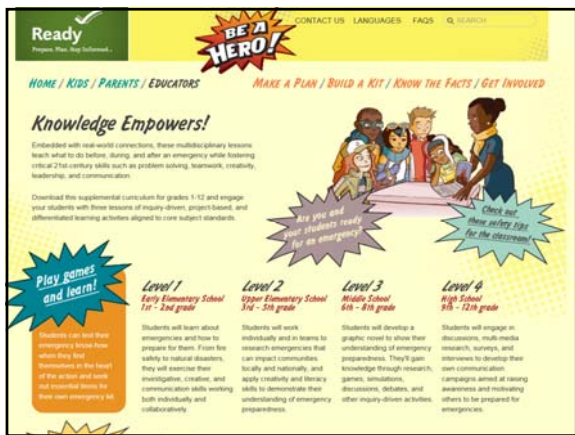 Ready
Prepare. Plan. Stay Informed.
BE A
HERO!
CONTACT US LANGUAGES FAQS SEARCH
HOME / KIDS / PARENTS / EDUCATORS
MAKE A PLAN / BUILD A KIT / KNOW THE FACTS / GET INVOLVED
Knowledge Empowers!
Embedded with real-world connections, these multidisciplinary lessons
teach what to do before, during, and after an emergency while fostering
critical 21st-century skills such as problem solving, teamwork, creativity,
leadership, and communication.
Download this supplemental curriculum for grades 1-12 and engage
your students with three lessons of inquiry-driven, project-based, and
differentiated learning activities aligned to core subject standards.
Are you and
your students ready
for an emergency?
Check out
these safety tips
for the classroom!
Play games
and learn!
Students can test their
emergency know-how
when they find
themselves in the heart
of the action and work
out essential items for
their own emergency kit.
Level 1
Early Elementary School
1st - 2nd grade
Students will learn about
emergencies and how to
prepare for them. From fire
safety to natural disasters,
they will exercise their
investigative, creative, and
communication skills working
both individually and
collaboratively.
Level 2
Upper Elementary School
3rd - 5th grade
Students will work
individually and in teams to
research emergencies that
can impact communities
locally and nationally, and
apply creativity and literacy
skills to demonstrate their
understanding of emergency
preparedness.
Level 3
Middle School
6th - 8th grade
Students will develop a
graphic novel to show their
understanding of emergency
preparedness. They'll gain
knowledge through research,
games, simulations,
discussions, debates, and
other inquiry-driven activities.
Level 4
High School
9th - 12th grade
Students will engage in
discussions, multi-media
research, surveys, and
interviews to develop their
own communication
campaigns aimed at raising
awareness and motivating
others to be prepared for
emergencies.